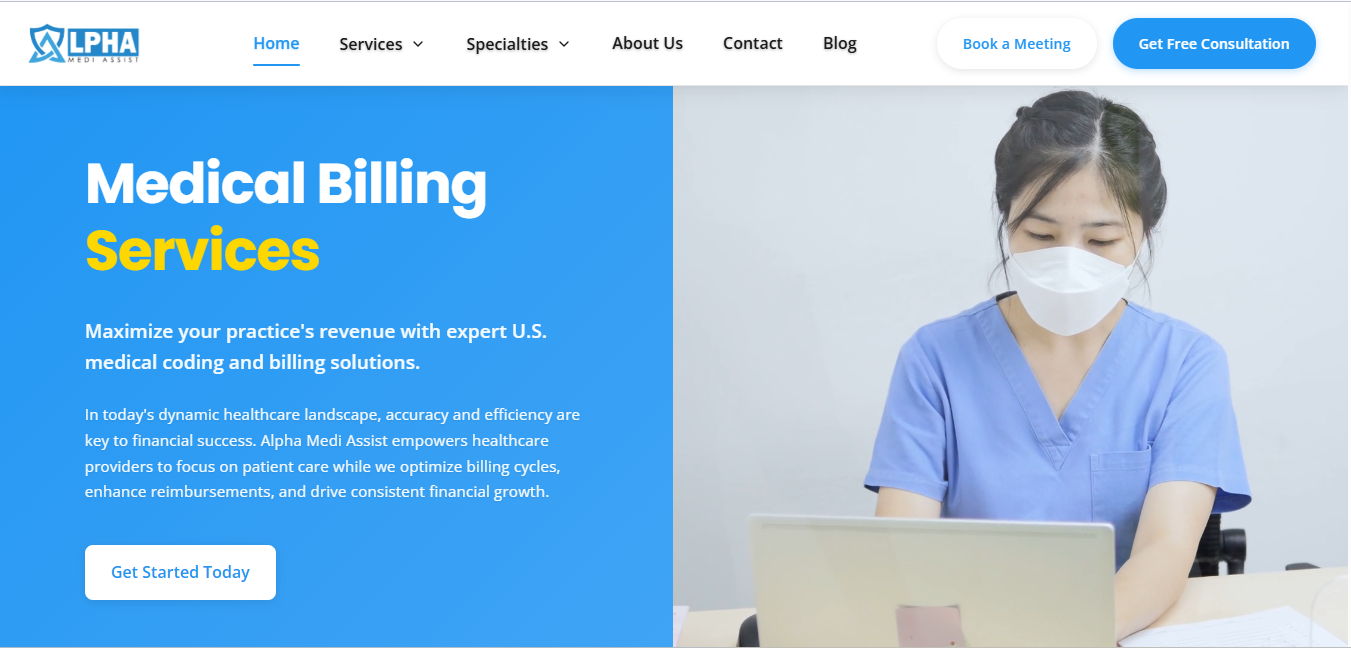 ALPHA
MEDI ASSIST
Home
Services
Specialties
About Us
Contact
Blog
Book a Meeting
Get Free Consultation
Medical Billing
Services
Maximize your practice's revenue with expert U.S.
medical coding and billing solutions.
In today's dynamic healthcare landscape, accuracy and efficiency are
key to financial success. Alpha Medi Assist empowers healthcare
providers to focus on patient care while we optimize billing cycles,
enhance reimbursements, and drive consistent financial growth.
Get Started Today